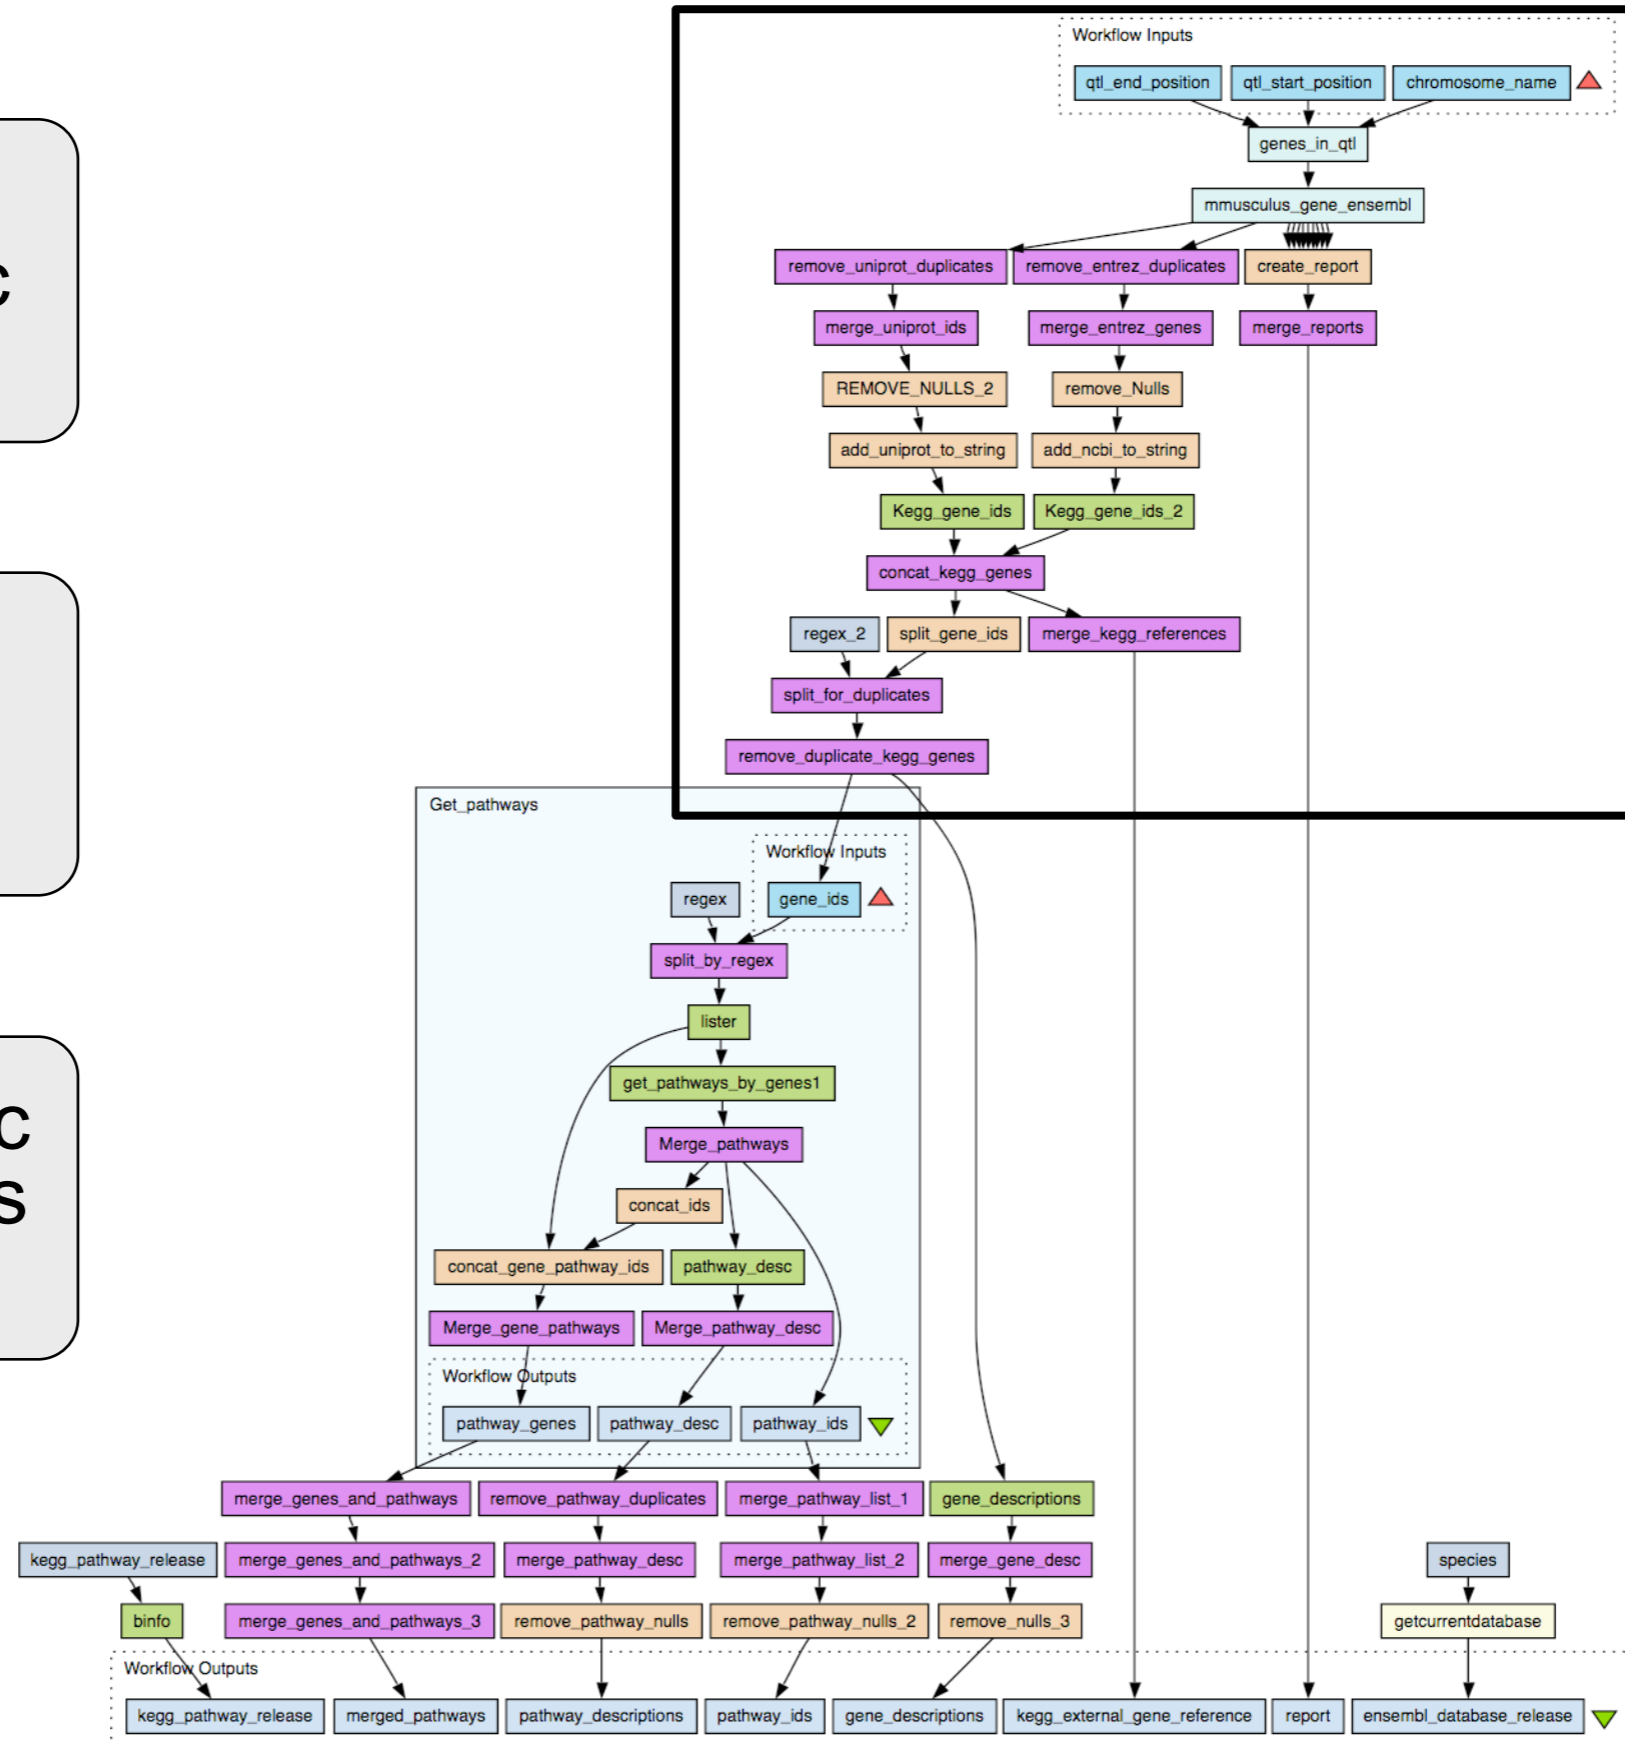 Workflow Inputs
qtl_end_position qtl_start_position chromosome_name
genes_in_qtl
mmusculus_gene_ensembl
remove_uniprot_duplicates remove_entrez_duplicates create_report
merge_uniprot_ids merge_entrez_genes merge_reports
REMOVE_NULLS_2 remove_Nulls
add_uniprot_to_string add_ncbi_to_string
Kegg_gene_ids Kegg_gene_ids_2
concat_kegg_genes
regex_2 split_gene_ids merge_kegg_references
split_for_duplicates
remove_duplicate_kegg_genes
Get_pathways
Workflow Inputs
regex gene_ids
split_by_regex
lister
get_pathways_by_genes1
Merge_pathways
concat_ids
concat_gene_pathway_ids pathway_desc
Merge_gene_pathways Merge_pathway_desc
Workflow Outputs
pathway_genes pathway_desc pathway_ids
merge_genes_and_pathways remove_pathway_duplicates merge_pathway_list_1 gene_descriptions
kegg_pathway_release merge_genes_and_pathways_2 merge_pathway_desc merge_pathway_list_2 merge_gene_desc species
binfo merge_genes_and_pathways_3 remove_pathway_nulls remove_pathway_nulls_2 remove_nulls_3 getcurrentdatabase
Workflow Outputs
kegg_pathway_release merged_pathways pathway_descriptions pathway_ids gene_descriptions kegg_external_gene_reference report ensembl_database_release